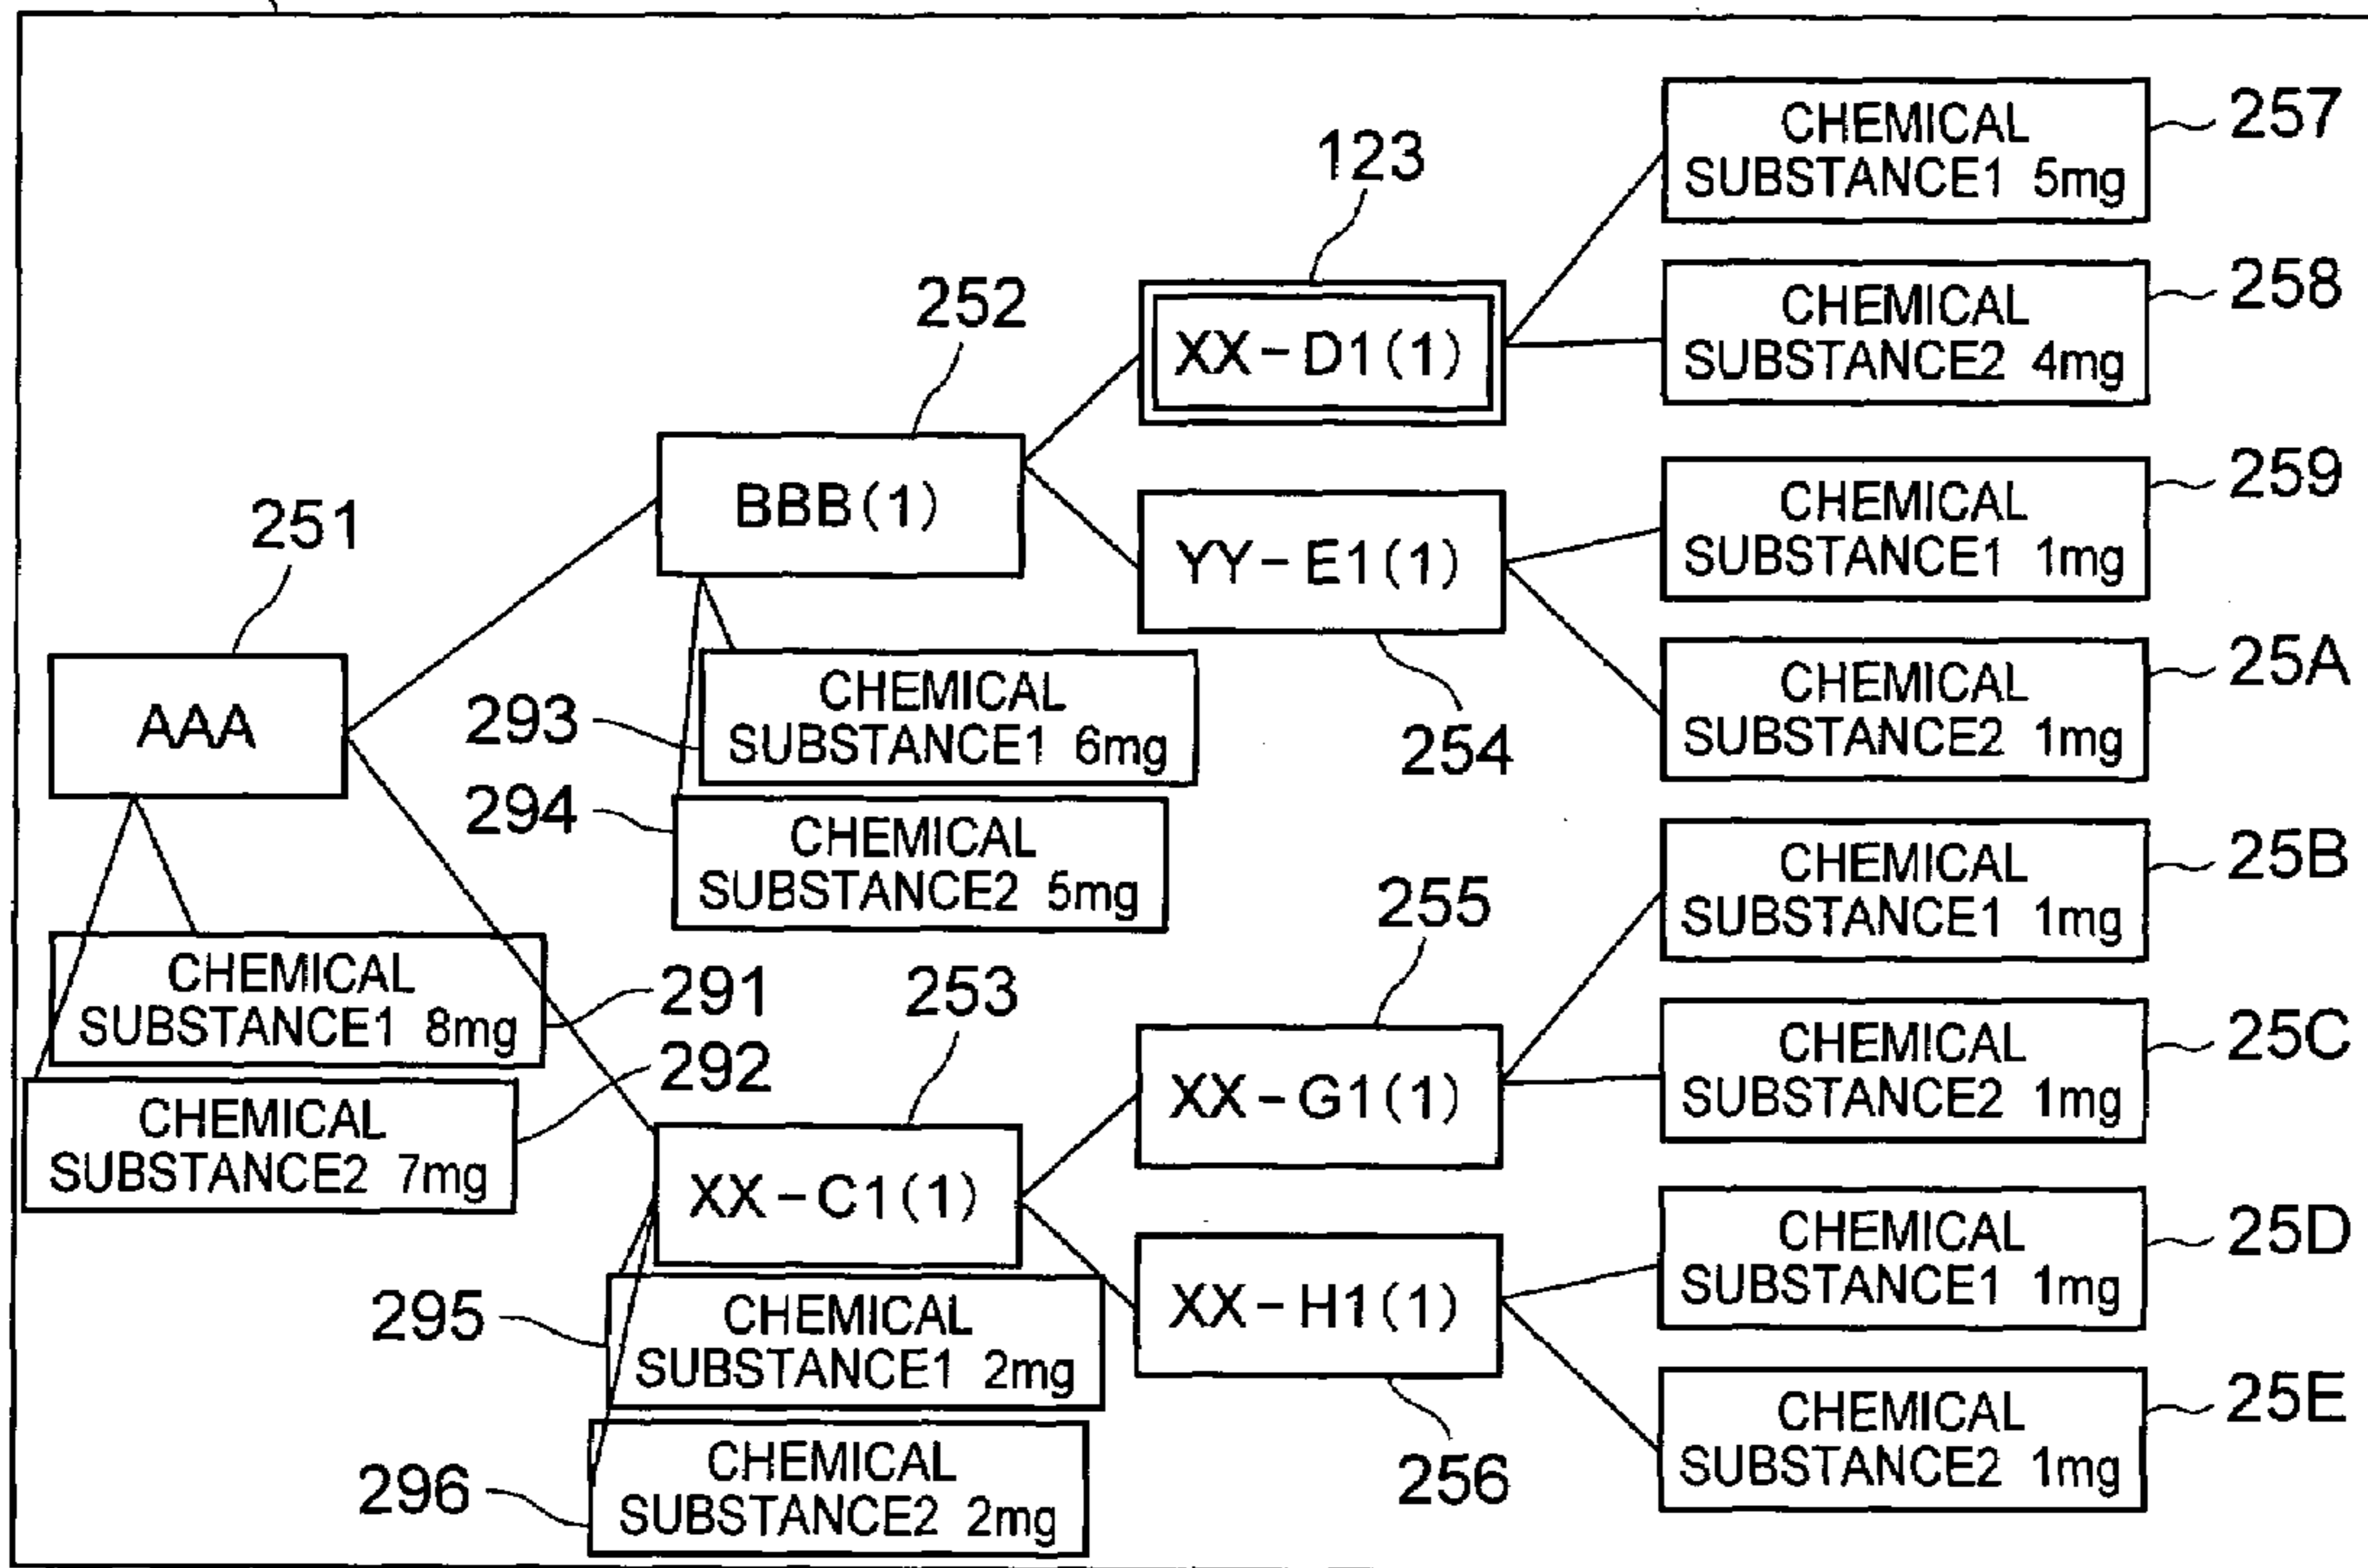 257
CHEMICAL
SUBSTANCE1 5mg
123
258
CHEMICAL
SUBSTANCE2 4mg
252
XX-D1(1)
259
CHEMICAL
SUBSTANCE1 1mg
251
BBB(1)
YY-E1(1)
25A
CHEMICAL
SUBSTANCE2 1mg
AAA
293
CHEMICAL
SUBSTANCE1 6mg
254
294
CHEMICAL
SUBSTANCE2 5mg
25B
CHEMICAL
SUBSTANCE1 1mg
255
CHEMICAL
SUBSTANCE1 8mg
291
253
25C
CHEMICAL
SUBSTANCE2 1mg
292
CHEMICAL
SUBSTANCE2 7mg
XX-G1(1)
XX-C1(1)
25D
CHEMICAL
SUBSTANCE1 1mg
295
CHEMICAL
SUBSTANCE1 2mg
XX-H1(1)
25E
CHEMICAL
SUBSTANCE2 1mg
296
CHEMICAL
SUBSTANCE2 2mg
256